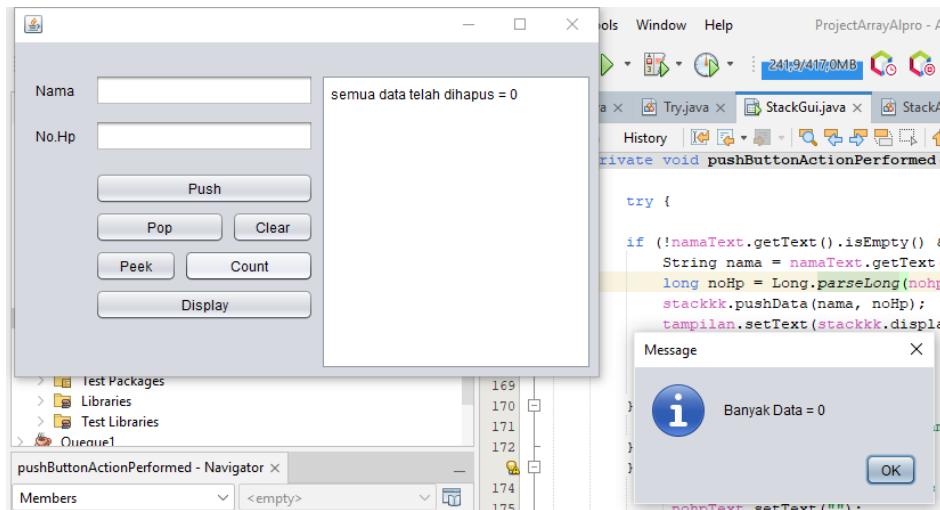 ols Window Help ProjectArrayAlpro - A
241,9/417,0MB
Nama
semua data telah dihapus = 0
No.Hp
Push
Pop Clear
Peek Count
Display
a Try.java StackGui.java StackA
History
rivate void pushButtonActionPerformed
try {
if (!namaText.getText().isEmpty() &
String nama = namaText.getText
long noHp = Long.parseLong(nohp
stackkk.pushData(nama, noHp);
tampilan.setText(stackkk.displa
Message
Banyak Data = 0
OK
Test Packages
Libraries
Test Libraries
Oueque1
pushButtonActionPerformed - Navigator
Members <empty>
169
170 }
171
172 }
}
174
175 nohpText.setText("");